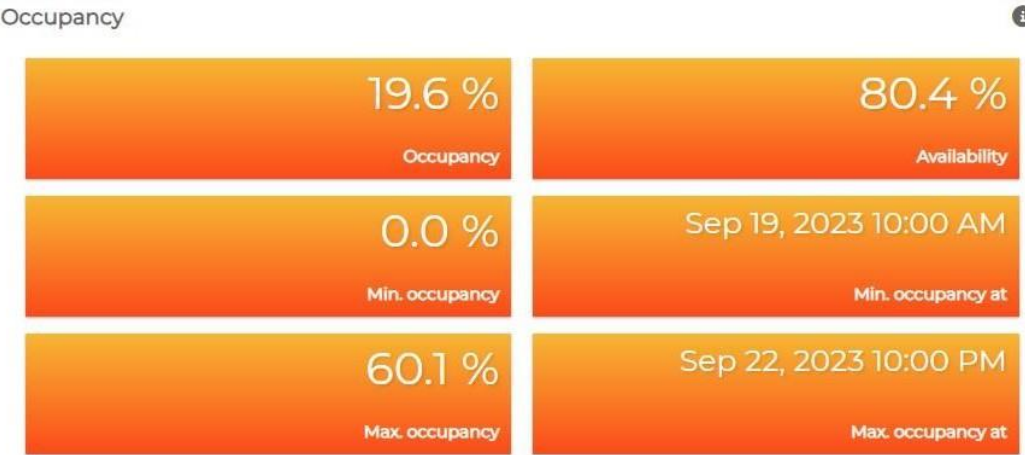 Occupancy
19.6 %
Occupancy
80.4 %
Availability
0.0 %
Min. occupancy
Sep 19, 2023 10:00 AM
Min. occupancy at
60.1 %
Max. occupancy
Sep 22, 2023 10:00 PM
Max. occupancy at